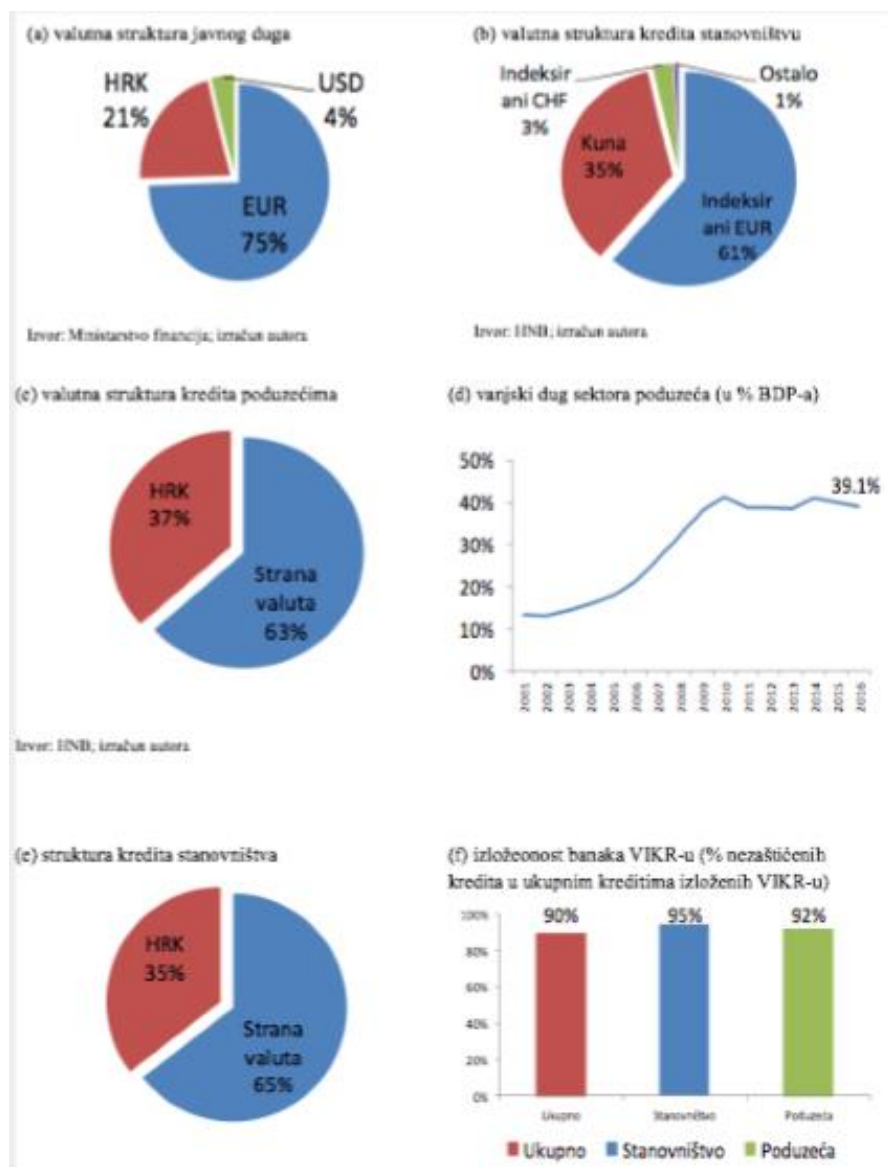 (a) valutna struktura javnog duga
HRK
21%
USD
4%
EUR
75%
Izvor: Ministarstvo financija; izračun autora
(b) valutna struktura kredita stanovništvu
Indeksir
ani CHF
3%
Ostalo
1%
Kuna
35%
Indeksir
ani EUR
61%
Izvor: HNB; izračun autora
(c) valutna struktura kredita poduzećima
HRK
37%
Strana
valuta
63%
Izvor: HNB; izračun autora
(d) vanjski dug sektora poduzeća (u % BDP-a)
50%
40%
30%
20%
10%
0%
39.1%
2001
2002
2003
2004
2005
2006
2007
2008
2009
2010
2011
2012
2013
2014
2015
2016
(e) struktura kredita stanovništva
HRK
35%
Strana
valuta
65%
(f) izloženost banaka VIKR-u (% nezaštićenih
kredita u ukupnim kreditima izloženih VIKR-u)
100%
80%
60%
40%
20%
0%
90%
95%
92%
Ukupno
Stanovništvo
Poduzeća
Ukupno Stanovništvo Poduzeća